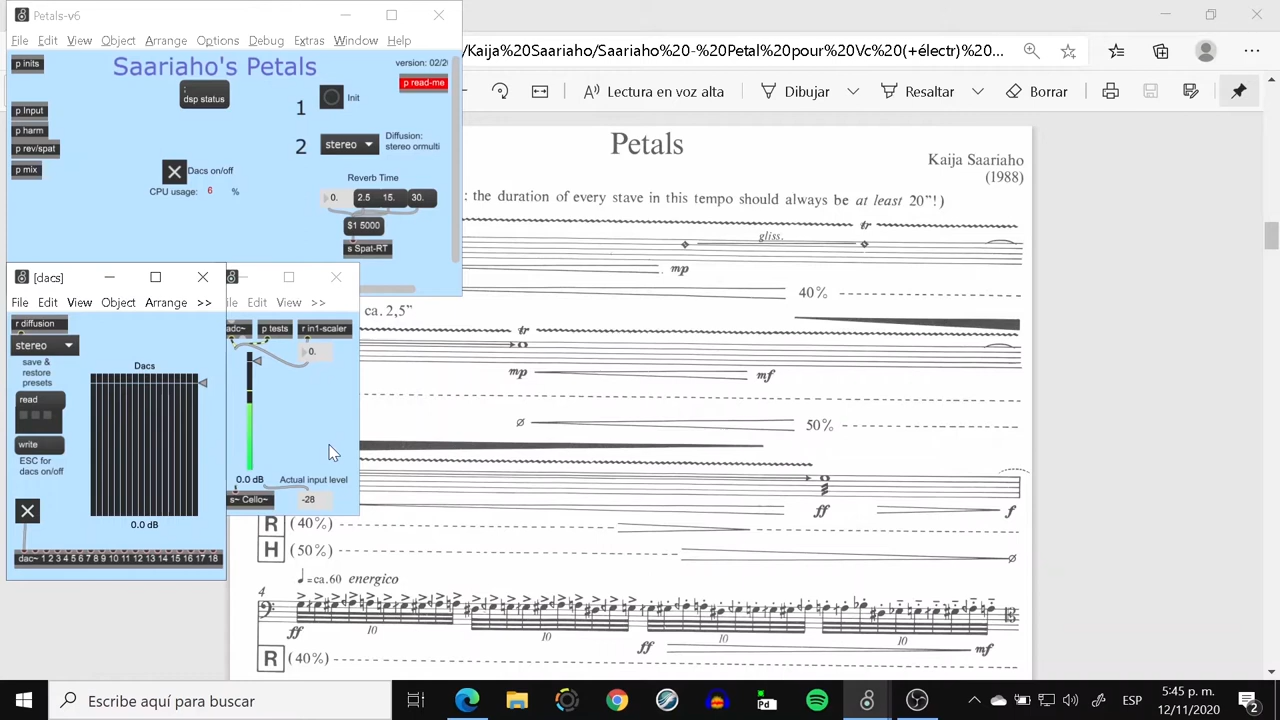 Petals-v6
File Edit View Object Arrange Options Debug Extras Window Help
p inits
Saariaho's Petals
version: 02/20
p read-me
;
dsp status
1
Init
p Input
p harm
p rev/spat
p mix
2
stereo
Diffusion:
stereo ormulti
Dacs on/off
CPU usage: 6 %
Reverb Time
0. 2.5 15. 30.
$1 5000
s Spat-RT
[dacs]
File Edit View Object Arrange >>
r diffusion
stereo
save &
restore
presets
read
write
ESC for
dacs on/off
Dacs
0.0 dB
dac~ 1 2 3 4 5 6 7 8 9 10 11 12 13 14 15 16 17 18
ile Edit View >>
adc~ p tests r in1-scaler
0.
0.0 dB
Actual input level
s~ Cello~
-28
/Kaija%20Saariaho/Saariaho%20-%20Petal%20pour%20Vc%20(+électr)%20...
Lectura en voz alta Dibujar Resaltar Borrar
Petals
Kaija Saariaho
(1988)
: the duration of every stave in this tempo should always be at least 20”!)
tr
gliss.
mp
40%
ca. 2,5”
tr
mp mf
50%
ff f
R (40%)
H (50%)
=ca.60 energico
4
ff 10 10 ff 10 10 mf
R (40%)
Escribe aquí para buscar
Pd
ESP
5:45 p. m.
12/11/2020
2